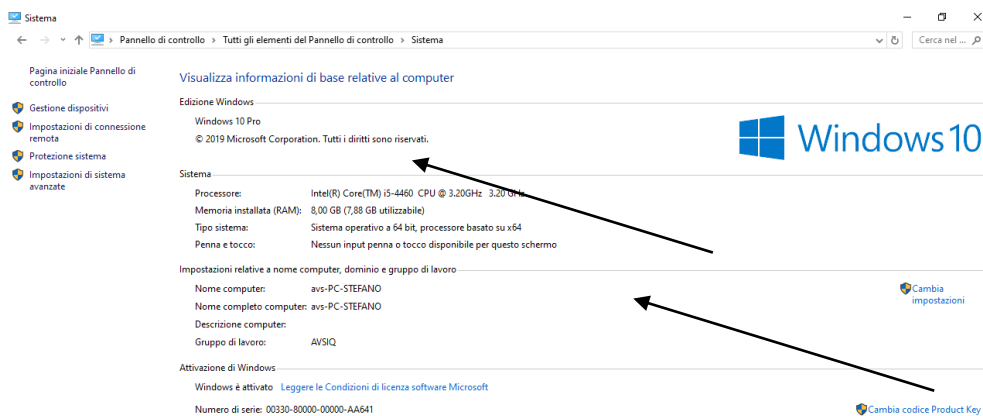 Sistema
Pannello di controllo > Tutti gli elementi del Pannello di controllo > Sistema
Cerca nel ...
Pagina iniziale Pannello di
controllo
Gestione dispositivi
Impostazioni di connessione
remota
Protezione sistema
Impostazioni di sistema
avanzate
Visualizza informazioni di base relative al computer
Edizione Windows
Windows 10 Pro
© 2019 Microsoft Corporation. Tutti i diritti sono riservati.
Windows 10
Sistema
Processore: Intel(R) Core(TM) i5-4460 CPU @ 3.20GHz 3.20 GHz
Memoria installata (RAM): 8,00 GB (7,88 GB utilizzabile)
Tipo sistema: Sistema operativo a 64 bit, processore basato su x64
Penna e tocco: Nessun input penna o tocco disponibile per questo schermo
Impostazioni relative a nome computer, dominio e gruppo di lavoro
Nome computer: avs-PC-STEFANO
Cambia
impostazioni
Nome completo computer: avs-PC-STEFANO
Descrizione computer:
Gruppo di lavoro: AVSIQ
Attivazione di Windows
Windows è attivato Leggere le Condizioni di licenza software Microsoft
Numero di serie: 00330-80000-00000-AA641
Cambia codice Product Key